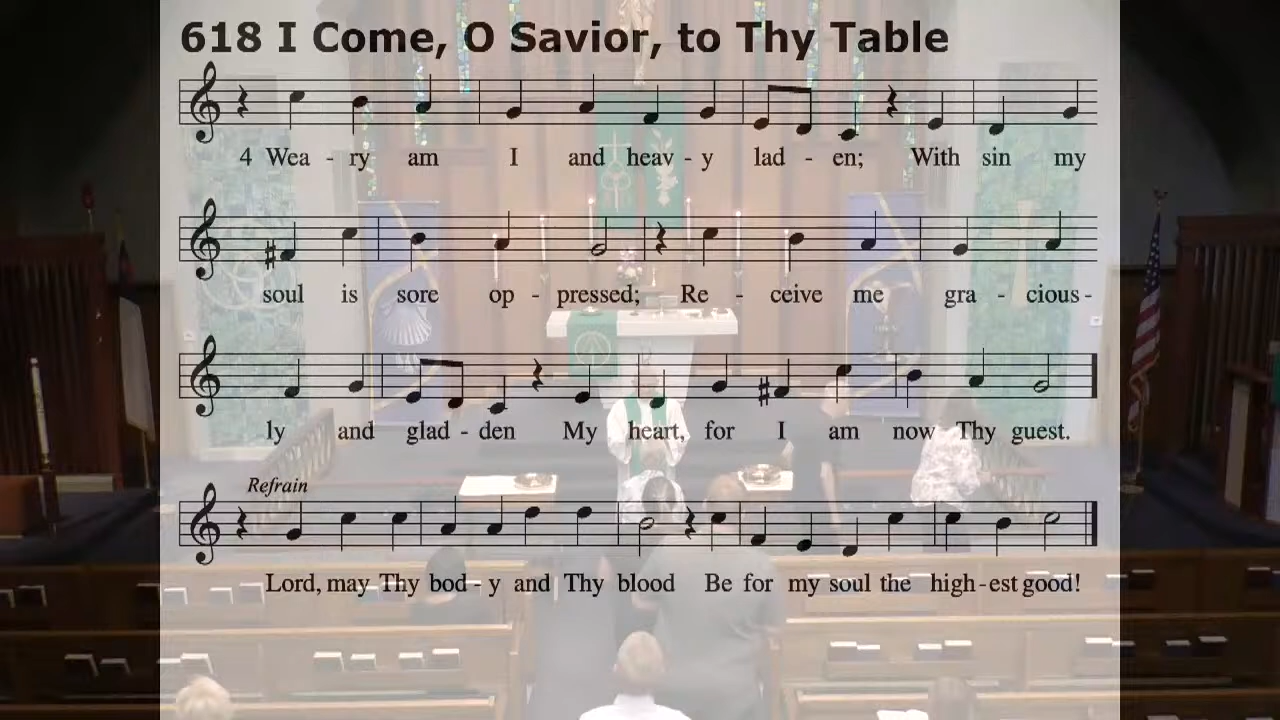 618 I Come, O Savior, to Thy Table
4 Wea - ry am I and heav - y lad - en; With sin my
soul is sore op - pressed; Re - ceive me gra - cious -
ly and glad - den My heart, for I am now Thy guest.
Refrain
Lord, may Thy bod - y and Thy blood Be for my soul the high - est good!